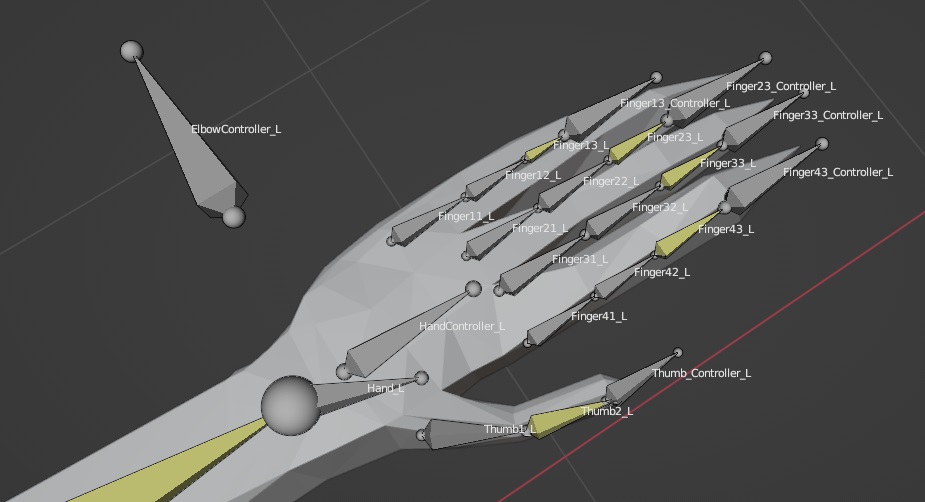 ElbowController_L
Finger23_Controller_L
Finger13_Controller_L
Finger33_Controller_L
Finger23_L
Finger13_L
Finger33_L
Finger43_Controller_L
Finger12_L
Finger22_L
Finger32_L
Finger11_L
Finger21_L
Finger43_L
Finger31_L
Finger42_L
Finger41_L
HandController_L
Thumb_Controller_L
Hand_L
Thumb2_L
Thumb1_L